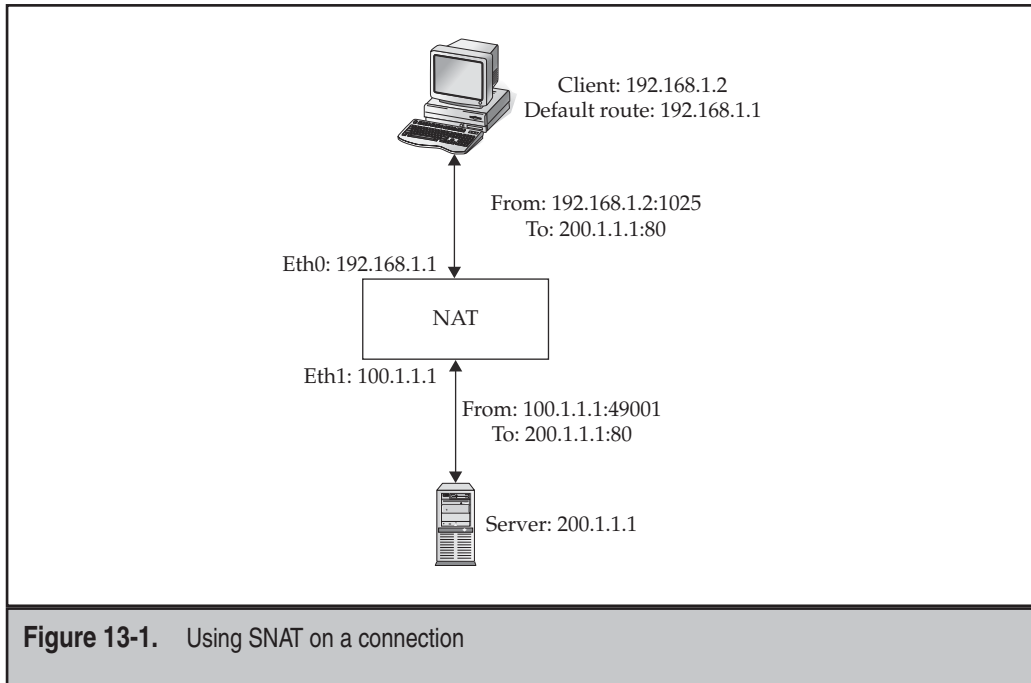 Client: 192.168.1.2
Default route: 192.168.1.1
From: 192.168.1.2:1025
To: 200.1.1.1:80
Eth0: 192.168.1.1
NAT
Eth1: 100.1.1.1
From: 100.1.1.1:49001
To: 200.1.1.1:80
Server: 200.1.1.1
Figure 13-1. Using SNAT on a connection